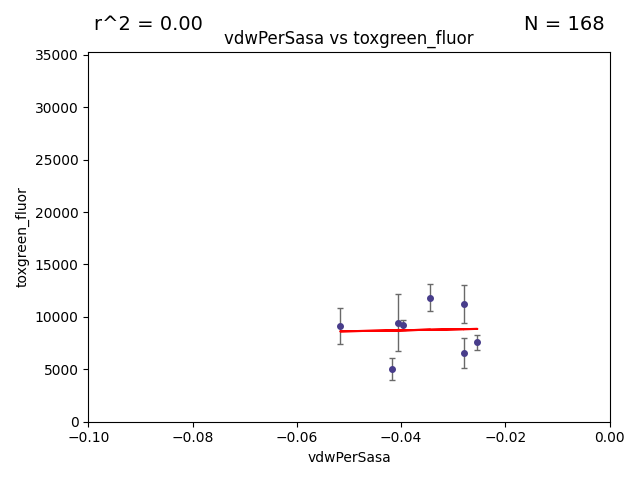 r^2 = 0.00
N = 168
vdwPerSasa vs toxgreen_fluor
35000
30000
25000
20000
15000
10000
5000
0
toxgreen_fluor
−0.10
−0.08
−0.06
−0.04
−0.02
0.00
vdwPerSasa